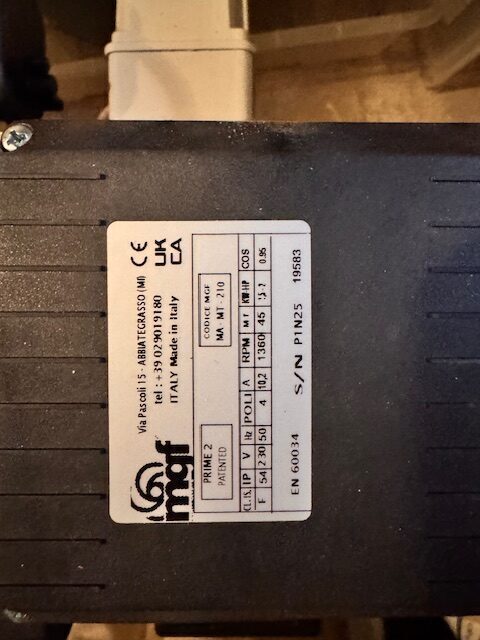 mgf
Via Pascoli 15 - ABBIATEGRASSO (MI)
tel : +39 029019180
ITALY Made in Italy
CE
UK
CA
PRIME 2
PATENTED
CODICE MGF
MA - MT - 210
CL.IS. IP V Hz POLI A RPM M F KW-HP COS
F 54 230 50 4 10,2 1360 45 0.95
EN 60034 S/N P1N25 19583